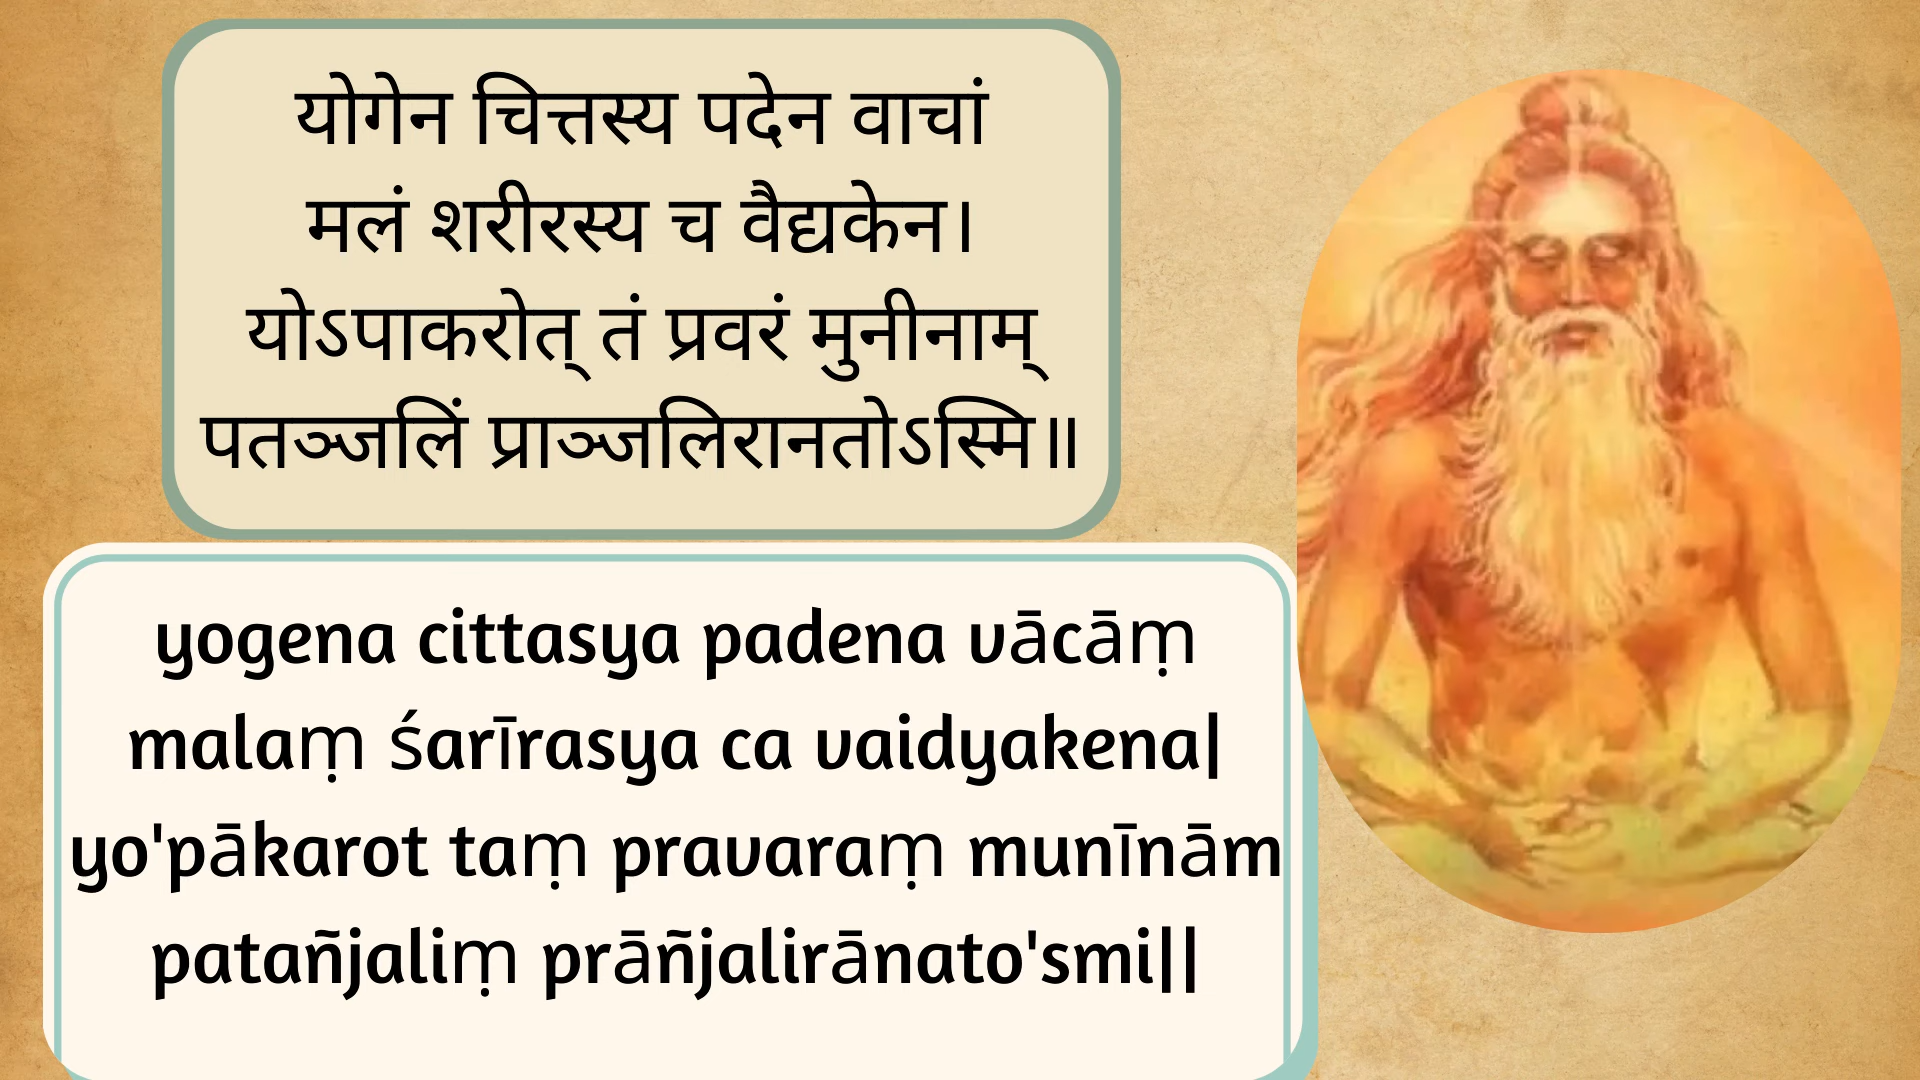 योगेन चित्तस्य पदेन वाचां
मलं शरीरस्य च वैद्यकेन।
योऽपाकरोत् तं प्रवरं मुनीनाम्
पतञ्जलिं प्राञ्जलिरानतोऽस्मि॥
yogena cittasya padena vācāṃ
malaṃ śarīrasya ca vaidyakena|
yo'pākarot taṃ pravaraṃ munīnām
patañjaliṃ prāñjalirānato'smi||